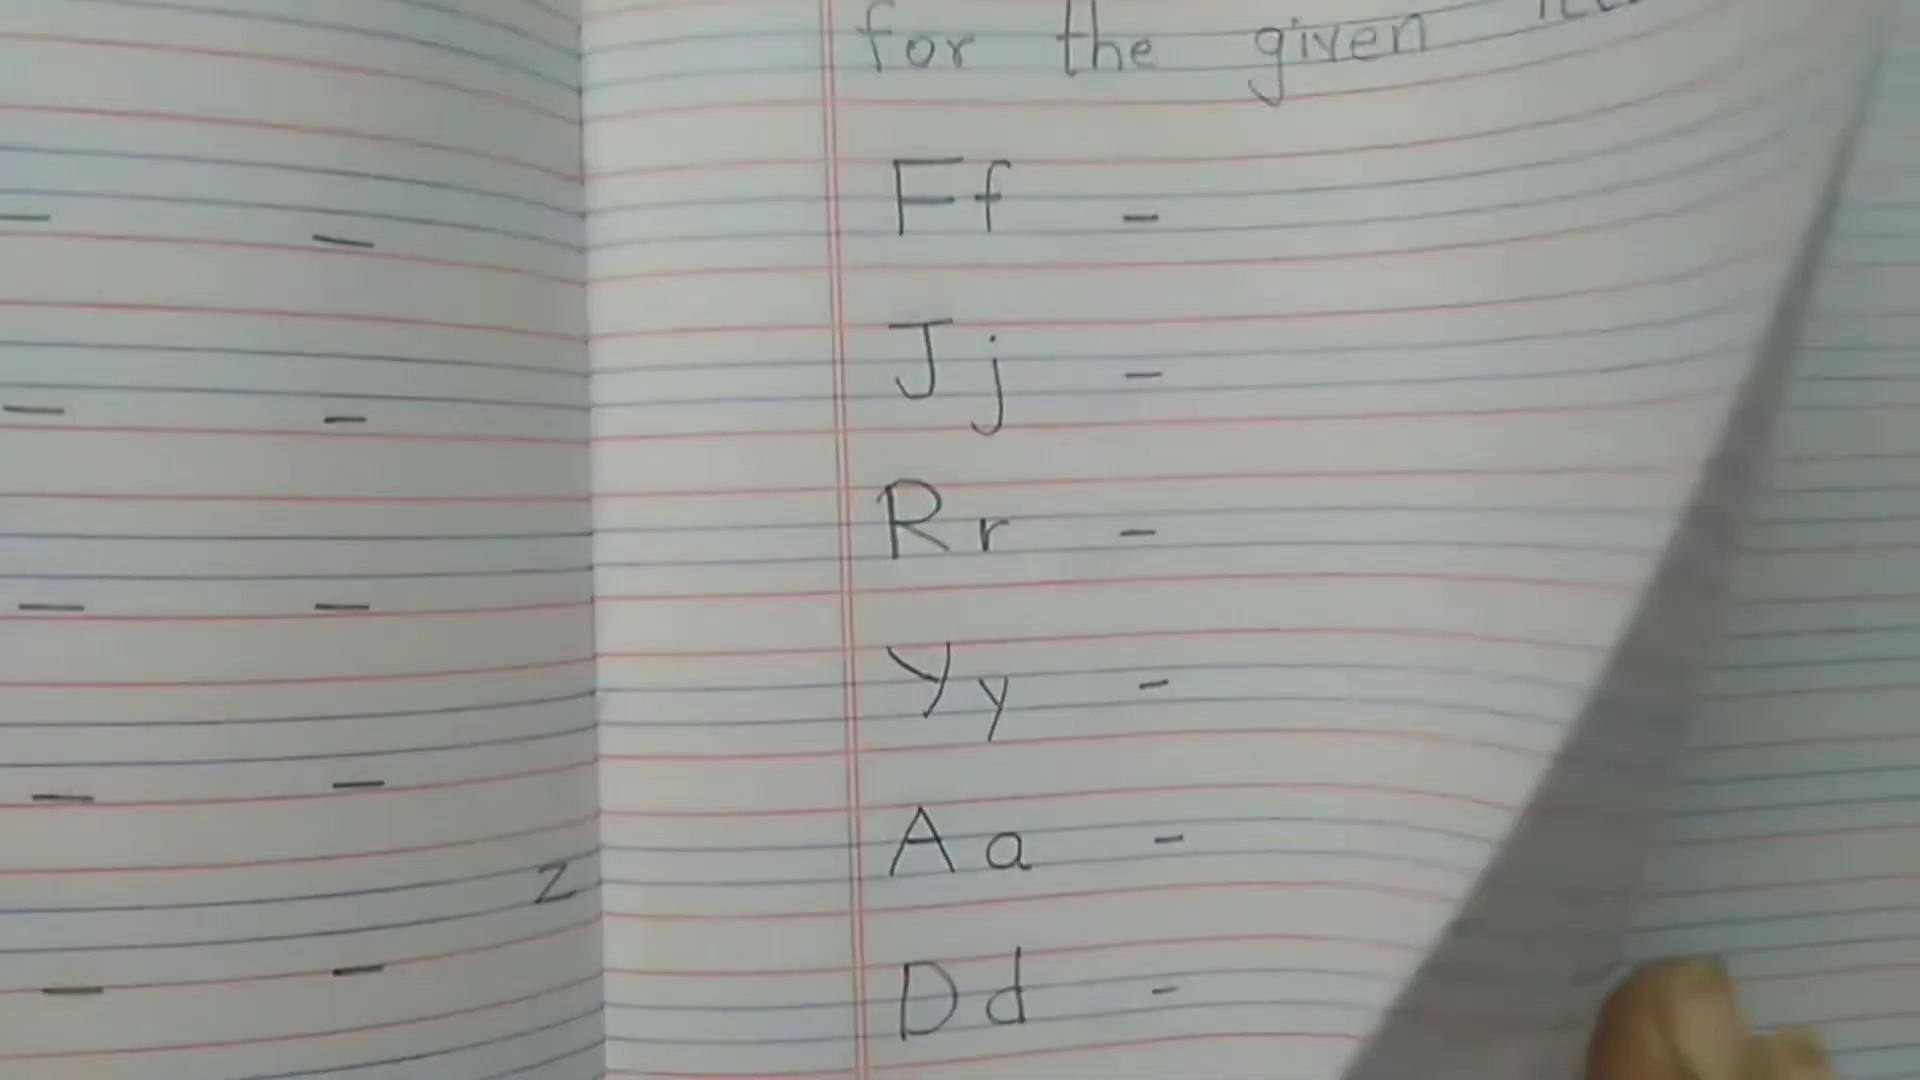 for the given
Ff -
Jj -
Rr -
Yy -
Aa -
Dd -
— —
— —
— —
— —
z
— —